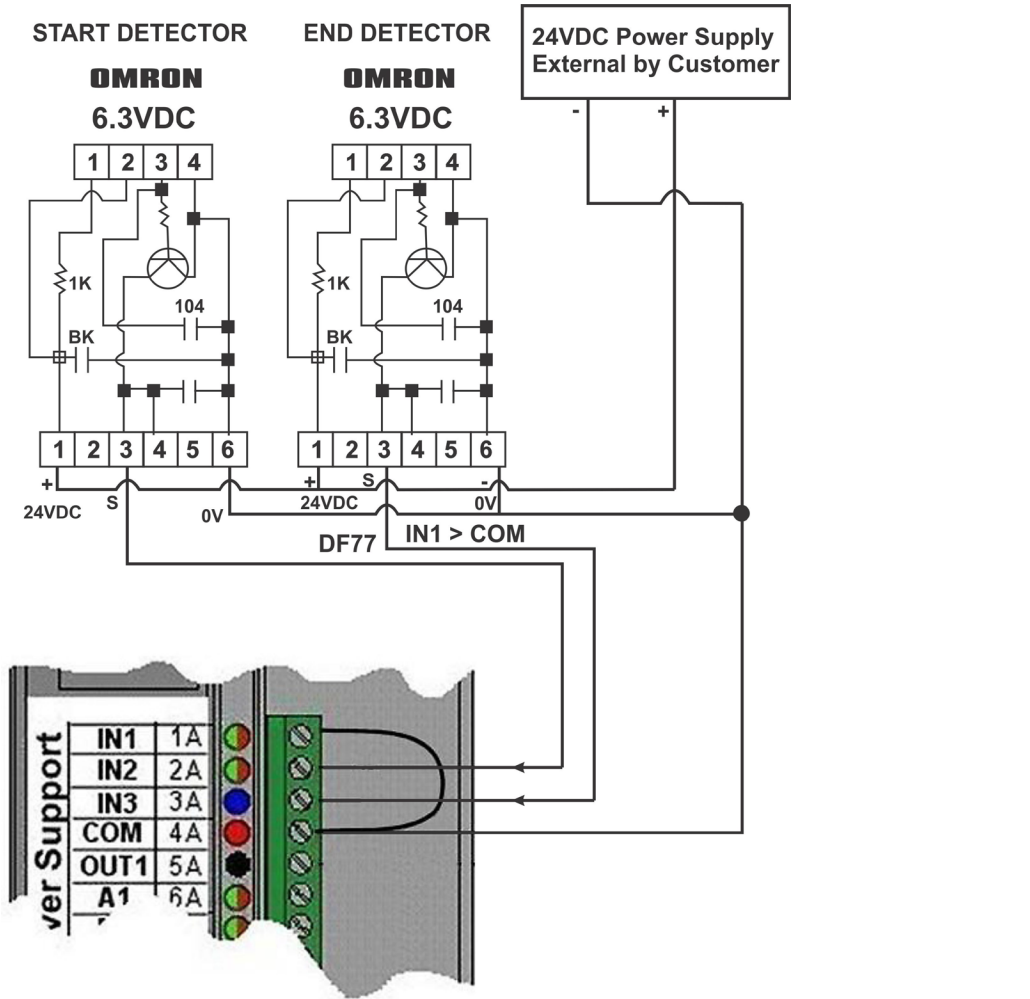 START DETECTOR
OMRON
6.3VDC
1 2 3 4
1K
104
BK
1 2 3 4 5 6
+
24VDC
S
0V
END DETECTOR
OMRON
6.3VDC
1 2 3 4
1K
104
BK
1 2 3 4 5 6
+
24VDC
S
-
0V
24VDC Power Supply
External by Customer
- +
DF77
IN1 > COM
ver Support
IN1 1A
IN2 2A
IN3 3A
COM 4A
OUT1 5A
A1 6A